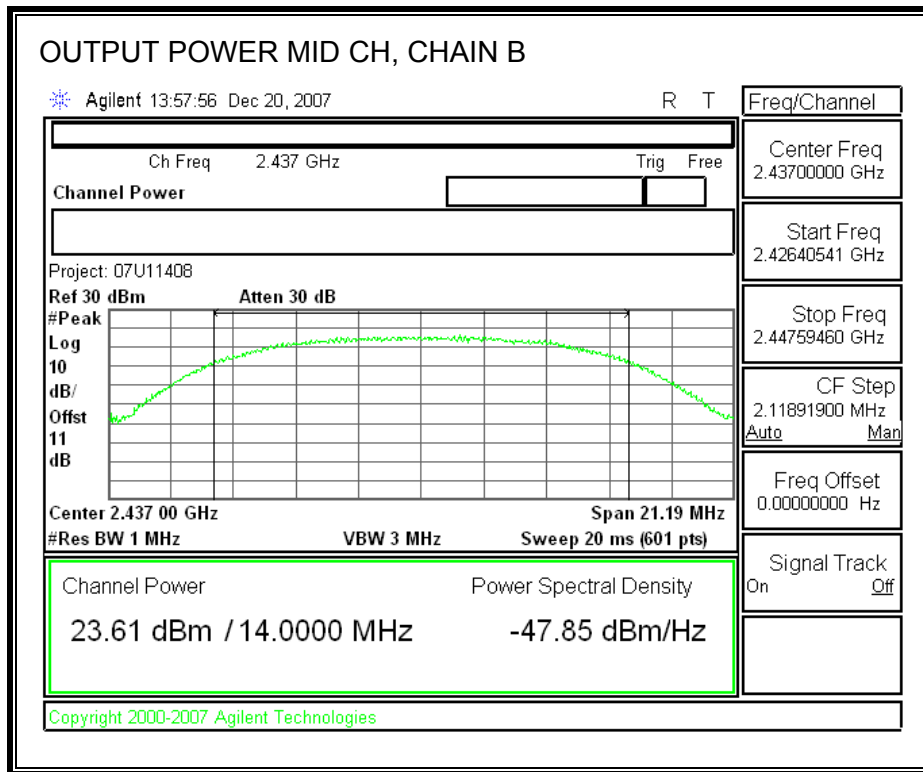 OUTPUT POWER MID CH, CHAIN B
Agilent 13:57:56 Dec 20, 2007 R T
Freq/Channel
Ch Freq 2.437 GHz Trig Free
Channel Power
Center Freq
2.43700000 GHz
Start Freq
2.42640541 GHz
Stop Freq
2.44759460 GHz
CF Step
2.11891900 MHz
Auto Man
Freq Offset
0.00000000 Hz
Signal Track
On Off
Project: 07U11408
Ref 30 dBm Atten 30 dB
#Peak
Log
10
dB/
Offst
11
dB
Center 2.437 00 GHz Span 21.19 MHz
#Res BW 1 MHz VBW 3 MHz Sweep 20 ms (601 pts)
Channel Power Power Spectral Density
23.61 dBm / 14.0000 MHz -47.85 dBm/Hz
Copyright 2000-2007 Agilent Technologies